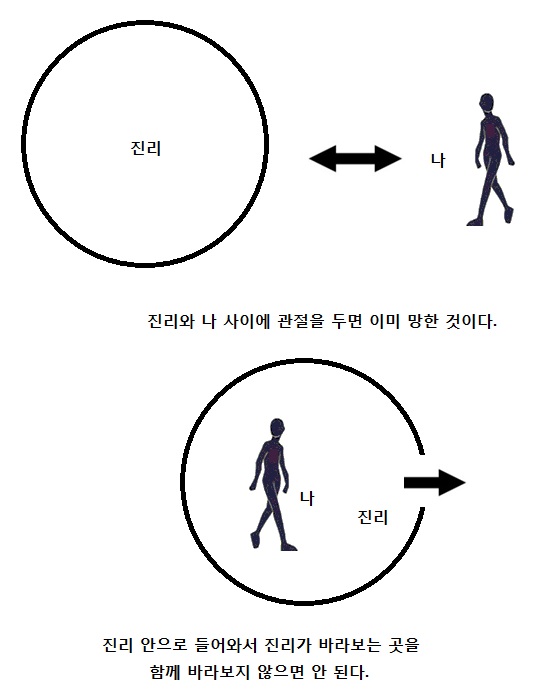 진리
나
진리와 나 사이에 관절을 두면 이미 망한 것이다.
나
진리
진리 안으로 들어와서 진리가 바라보는 곳을
함께 바라보지 않으면 안 된다.